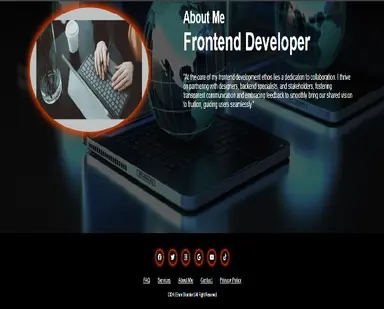 About Me
Frontend Developer
"At the core of my frontend development ethos lies a dedication to collaboration. I thrive
on partnering with designers, backend specialists, and stakeholders, fostering
transparent communication and embracing feedback to smoothly bring our shared vision
to fruition, guiding users seamlessly."
FAQ Services About Me Contact Privacy Policy
All Right Reserved